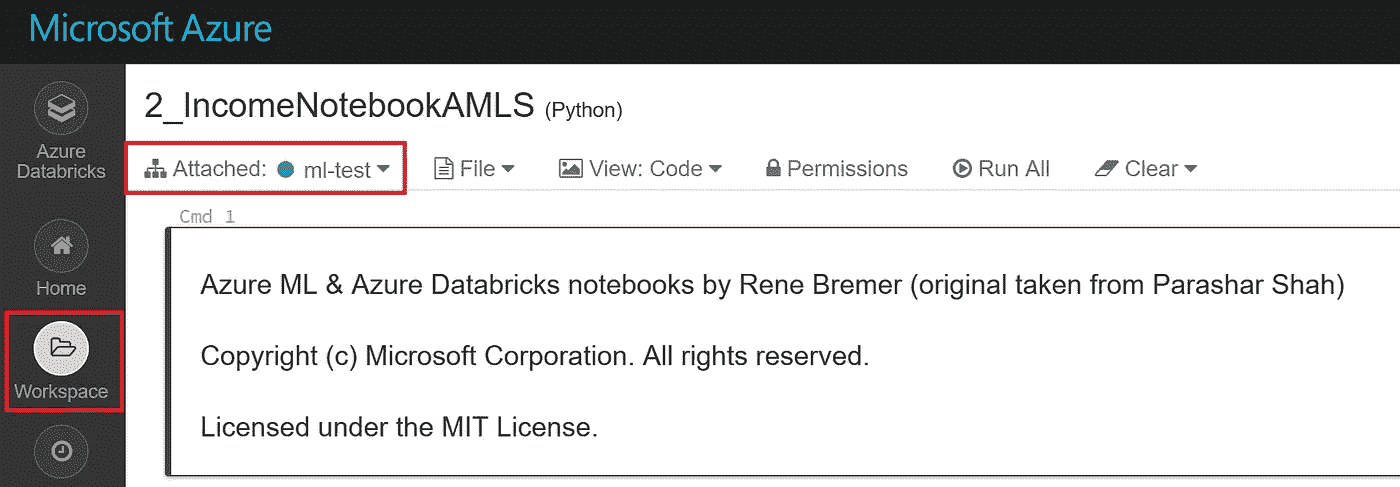 Microsoft Azure
Azure
Databricks
Home
Workspace
2_IncomeNotebookAMLS (Python)
Attached: ml-test File View: Code Permissions Run All Clear
Cmd 1
Azure ML & Azure Databricks notebooks by Rene Bremer (original taken from Parashar Shah)
Copyright (c) Microsoft Corporation. All rights reserved.
Licensed under the MIT License.